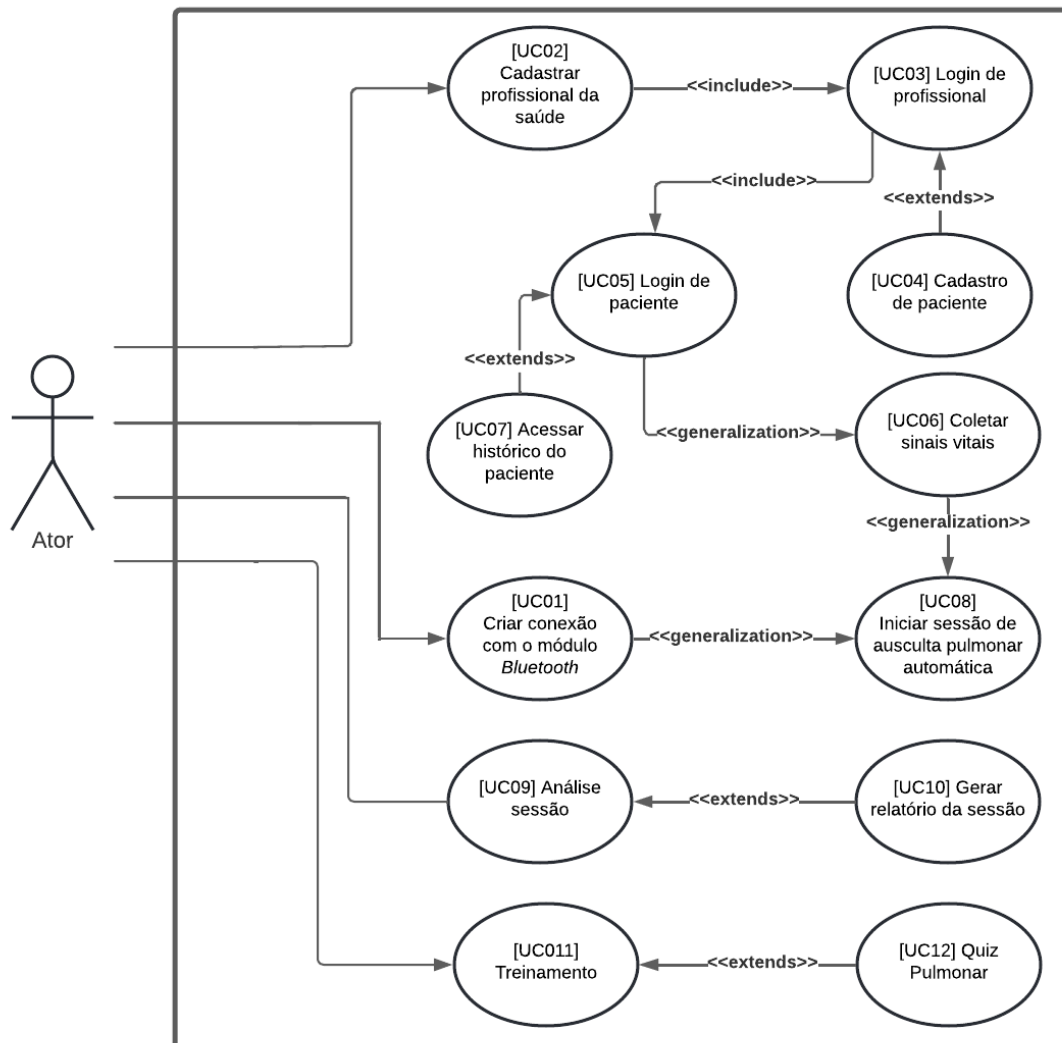 [UC02]
Cadastrar
profissional da
saúde
<<include>>
[UC03] Login de
profissional
<<include>>
<<extends>>
[UC05] Login de
paciente
[UC04] Cadastro
de paciente
<<extends>>
[UC07] Acessar
histórico do
paciente
<<generalization>>
[UC06] Coletar
sinais vitais
<<generalization>>
Ator
[UC01]
Criar conexão
com o módulo
Bluetooth
<<generalization>>
[UC08]
Iniciar sessão de
ausculta pulmonar
automática
[UC09] Análise
sessão
<<extends>>
[UC10] Gerar
relatório da sessão
[UC011]
Treinamento
<<extends>>
[UC12] Quiz
Pulmonar